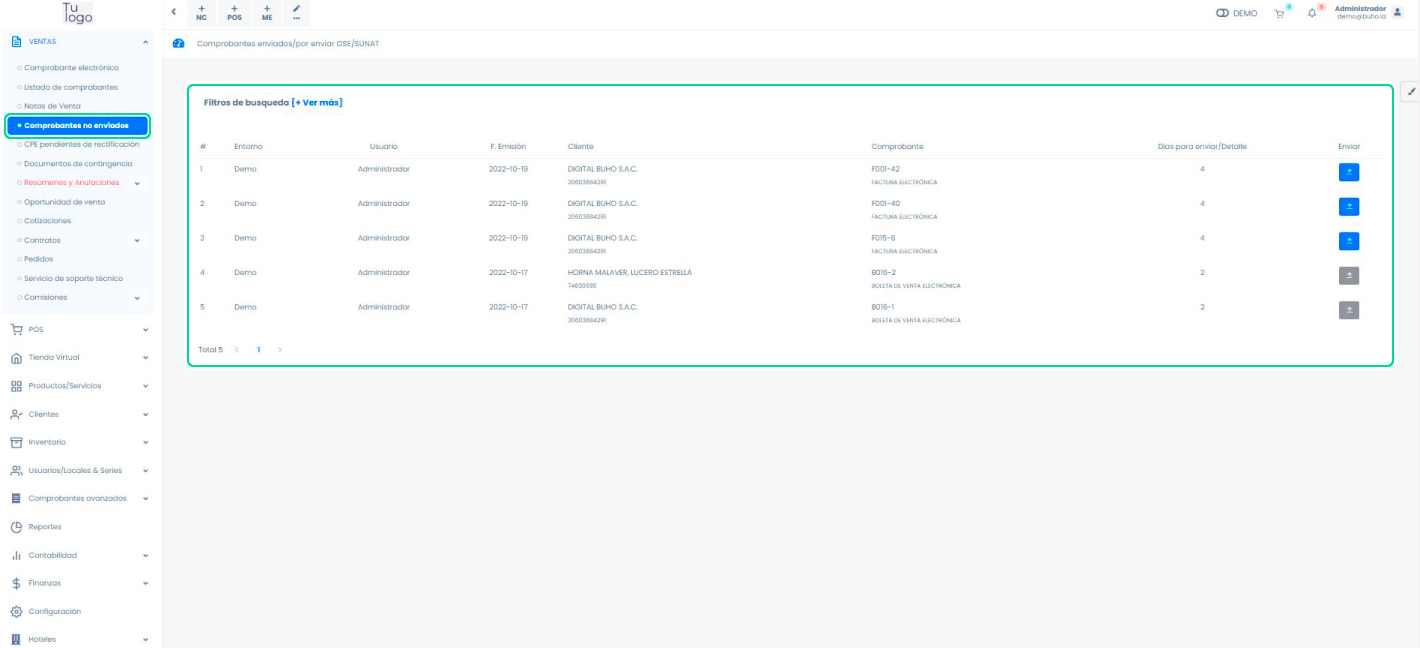 Tu
logo
VENTAS
Comprobante electrónico
Listado de comprobantes
Notas de Venta
Comprobantes no enviados
CPE pendientes de rectificación
Documentos de contingencia
Resúmenes y Anulaciones
Oportunidad de venta
Cotizaciones
Contratos
Pedidos
Servicio de soporte técnico
Comisiones
POS
Tienda Virtual
Productos/Servicios
Clientes
Inventario
Usuarios/Locales & Series
Comprobantes avanzados
Reportes
Contabilidad
Finanzas
Configuración
Hoteles
+ NC + POS + ME ...
DEMO 0 0 Administrador
demo@buho.la
Comprobantes enviados/por enviar OSE/SUNAT
Filtros de busqueda [+ Ver más]
# Entorno Usuario F. Emisión Cliente Comprobante Días para enviar/Detalle Enviar
1 Demo Administrador 2022-10-19 DIGITAL BUHO S.A.C. F001-42 4
20603684291 FACTURA ELECTRÓNICA
2 Demo Administrador 2022-10-19 DIGITAL BUHO S.A.C. F001-40 4
20603684291 FACTURA ELECTRÓNICA
3 Demo Administrador 2022-10-19 DIGITAL BUHO S.A.C. F015-6 4
20603684291 FACTURA ELECTRÓNICA
4 Demo Administrador 2022-10-17 HORNA MALAVER, LUCERO ESTRELLA B016-2 2
74630695 BOLETA DE VENTA ELECTRÓNICA
5 Demo Administrador 2022-10-17 DIGITAL BUHO S.A.C. B016-1 2
20603684291 BOLETA DE VENTA ELECTRÓNICA
Total 5 < 1 >